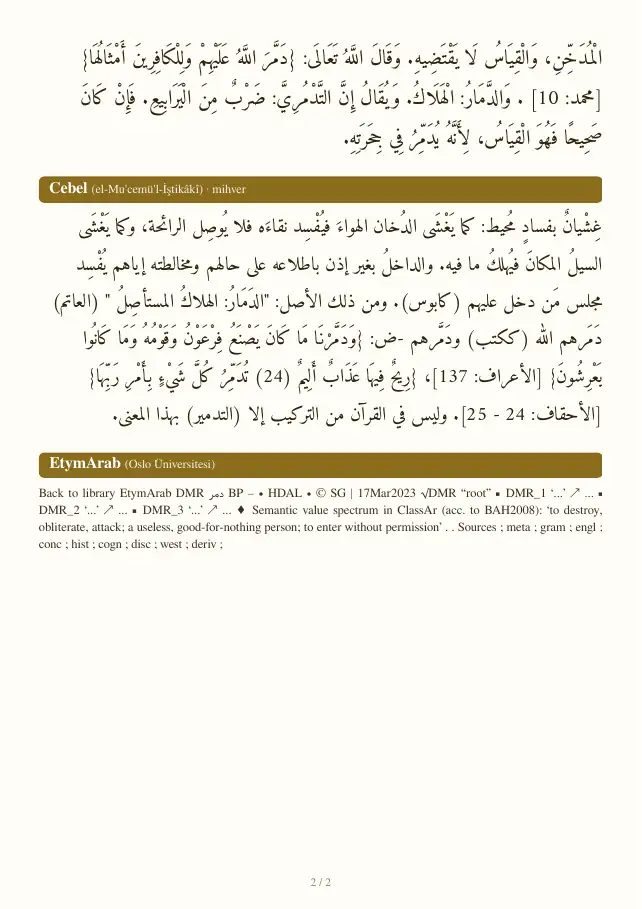 الْمُدَخِّنِ، وَالْقِيَاسُ لَا يَقْتَضِيهِ. وَقَالَ اللَّهُ تَعَالَى: {دَمَّرَ اللَّهُ عَلَيْهِمْ وَلِلْكَافِرِينَ أَمْثَالُهَا}
[محمد: 10] . وَالدَّمَارُ: الْهَلَاكُ. وَيُقَالُ إِنَّ التَّدْمُرِيَّ: ضَرْبٌ مِنَ الْيَرَابِيعِ. فَإِنْ كَانَ
صَحِيحًا فَهُوَ الْقِيَاسُ، لِأَنَّهُ يُدَمِّرُ فِي جِحَرَتِهِ.
Cebel (el-Mu'cemü'l-İştikâkî) · mihver
غِشْيانٌ بفسادٍ مُحيط: كما يَغْشَى الدُخان الهواءَ فيُفْسِد نقاءَه فلا يُوصِل الرائحة، وكما يَغْشَى
السيلُ المكانَ فيُهلكُ ما فيه. والداخلُ بغير إذن باطلاعه على حالهم ومخالطته إياهم يُفْسِد
مجلس مَن دخل عليهم (كابوس). ومن ذلك الأصل: "الدَمَارُ: الهلاكُ المستأصِلُ " (العاتم)
دَمَرهم الله (ككتب) ودَمَّرهم -ض: {وَدَمَّرْنَا مَا كَانَ يَصْنَعُ فِرْعَوْنُ وَقَوْمُهُ وَمَا كَانُوا
يَعْرِشُونَ} [الأعراف: 137]، {رِيحٌ فِيهَا عَذَابٌ أَلِيمٌ (24) تُدَمِّرُ كُلَّ شَيْءٍ بِأَمْرِ رَبِّهَا}
[الأحقاف: 24 - 25]. وليس في القرآن من التركيب إلا (التدمير) بهذا المعنى.
EtymArab (Oslo Üniversitesi)
Back to library EtymArab DMR دمر BP – • HDAL • © SG | 17Mar2023 √DMR “root” ▪ DMR_1 ‘...’ ↗ ... ▪
DMR_2 ‘...’ ↗ ... ▪ DMR_3 ‘...’ ↗ ... ♦ Semantic value spectrum in ClassAr (acc. to BAH2008): ‘to destroy,
obliterate, attack; a useless, good-for-nothing person; to enter without permission’ . . Sources ; meta ; gram ; engl ;
conc ; hist ; cogn ; disc ; west ; deriv ;
2 / 2